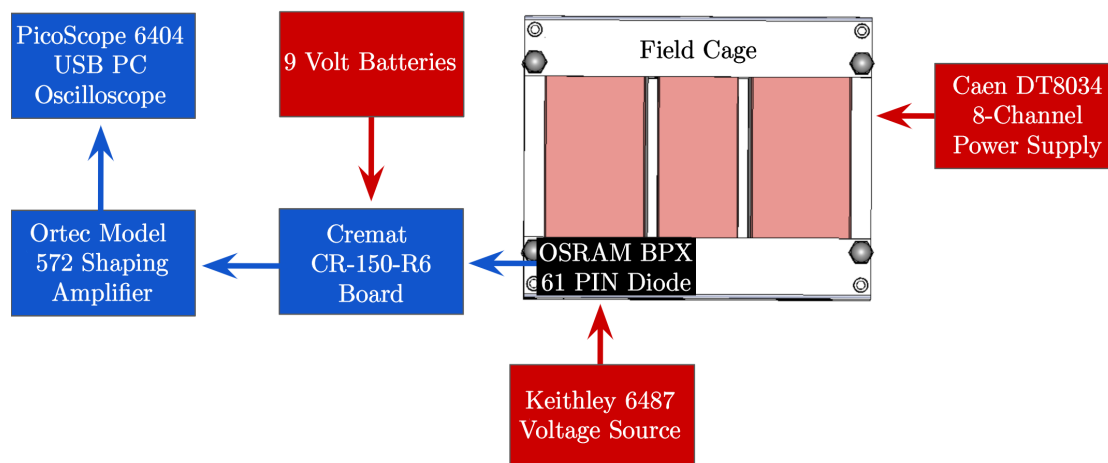 PicoScope 6404
USB PC
Oscilloscope
9 Volt Batteries
Field Cage
Caen DT8034
8-Channel
Power Supply
Ortec Model
572 Shaping
Amplifier
Cremat
CR-150-R6
Board
OSRAM BPX
61 PIN Diode
Keithley 6487
Voltage Source